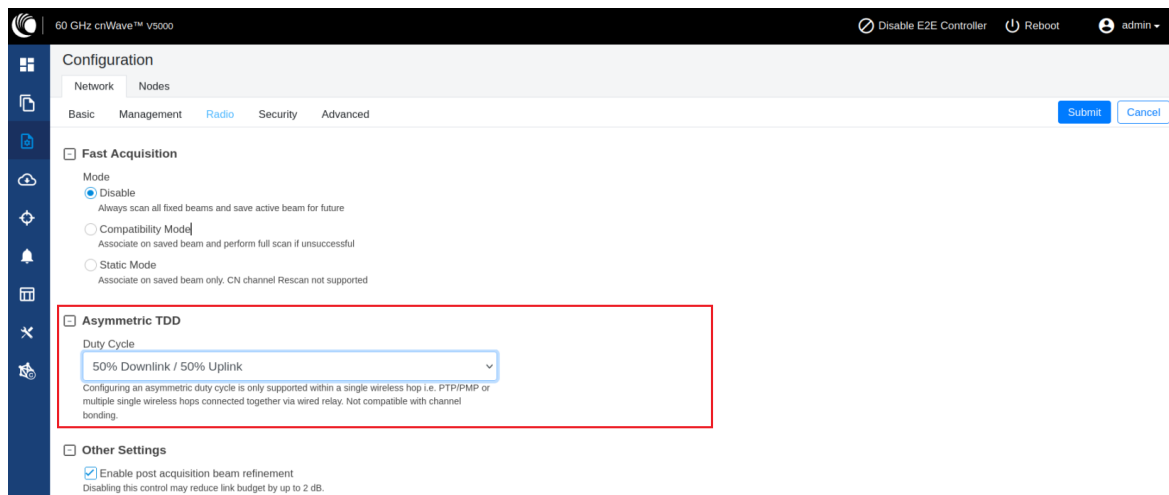 60 GHz cnWave™ V5000
Disable E2E Controller
Reboot
admin
Configuration
Network
Nodes
Basic
Management
Radio
Security
Advanced
Submit
Cancel
Fast Acquisition
Mode
Disable
Always scan all fixed beams and save active beam for future
Compatibility Mode
Associate on saved beam and perform full scan if unsuccessful
Static Mode
Associate on saved beam only. CN channel Rescan not supported
Asymmetric TDD
Duty Cycle
50% Downlink / 50% Uplink
Configuring an asymmetric duty cycle is only supported within a single wireless hop i.e. PTP/PMP or
multiple single wireless hops connected together via wired relay. Not compatible with channel
bonding.
Other Settings
Enable post acquisition beam refinement
Disabling this control may reduce link budget by up to 2 dB.